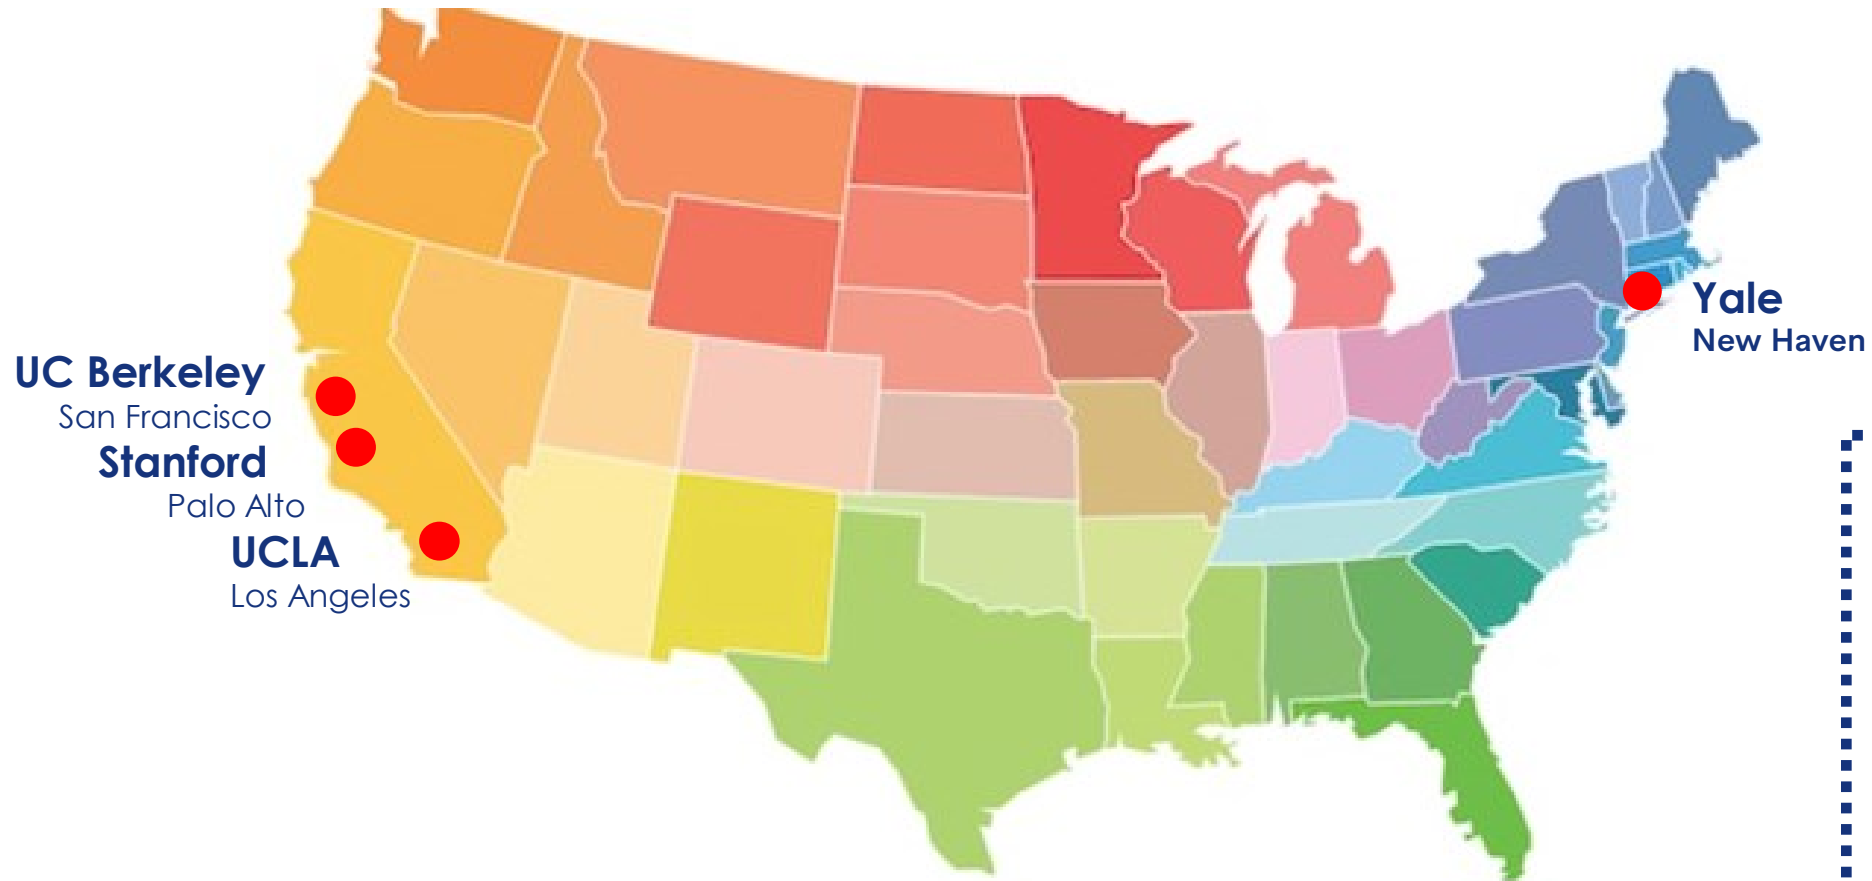 UC Berkeley
San Francisco
Stanford
Palo Alto
UCLA
Los Angeles
Yale
New Haven